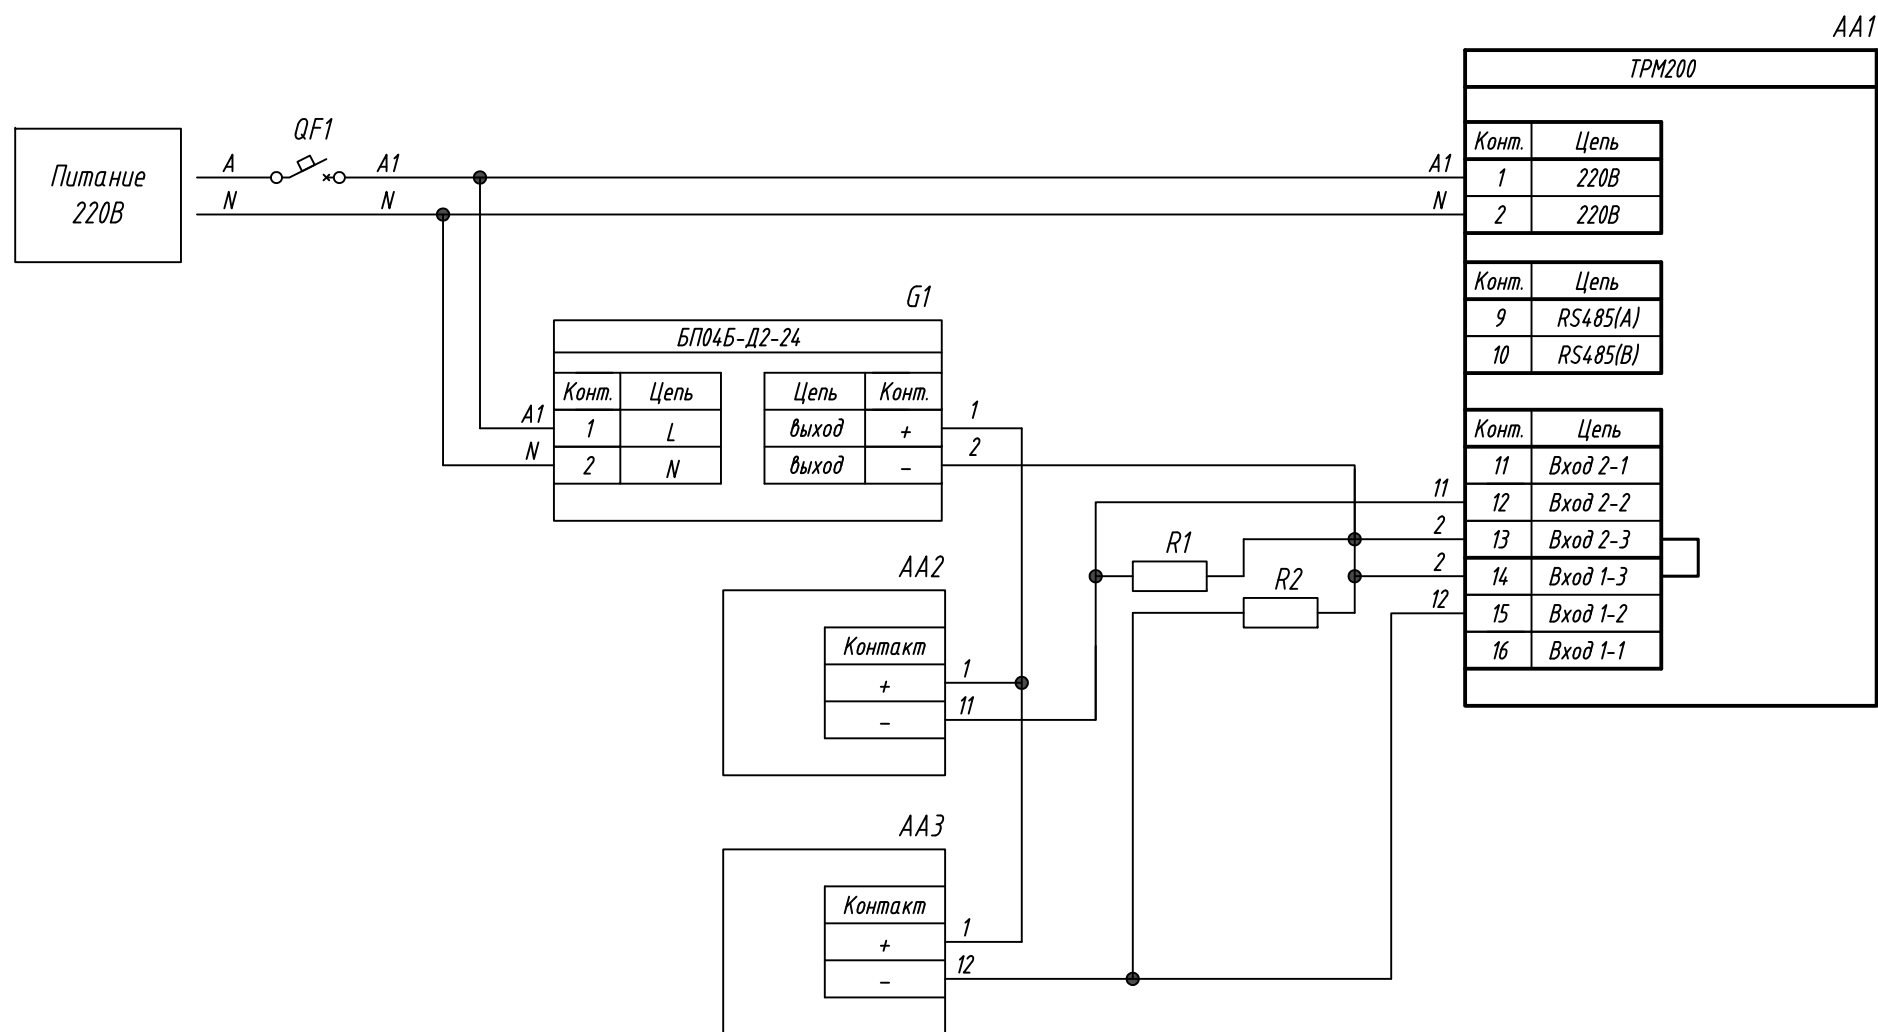 AA1
ТРМ200
QF1
Питание
220В
A
A1
A1
N
N
N
Конт.
Цепь
1
220В
2
220В
Конт.
Цепь
9
RS485(A)
10
RS485(B)
G1
БП04Б-Д2-24
Конт.
Цепь
Цепь
Конт.
A1
1
L
выход
+
1
N
2
N
выход
-
2
Конт.
Цепь
11
Вход 2-1
11
12
Вход 2-2
2
13
Вход 2-3
2
14
Вход 1-3
12
15
Вход 1-2
16
Вход 1-1
R1
R2
AA2
Контакт
+
1
-
11
AA3
Контакт
+
1
-
12